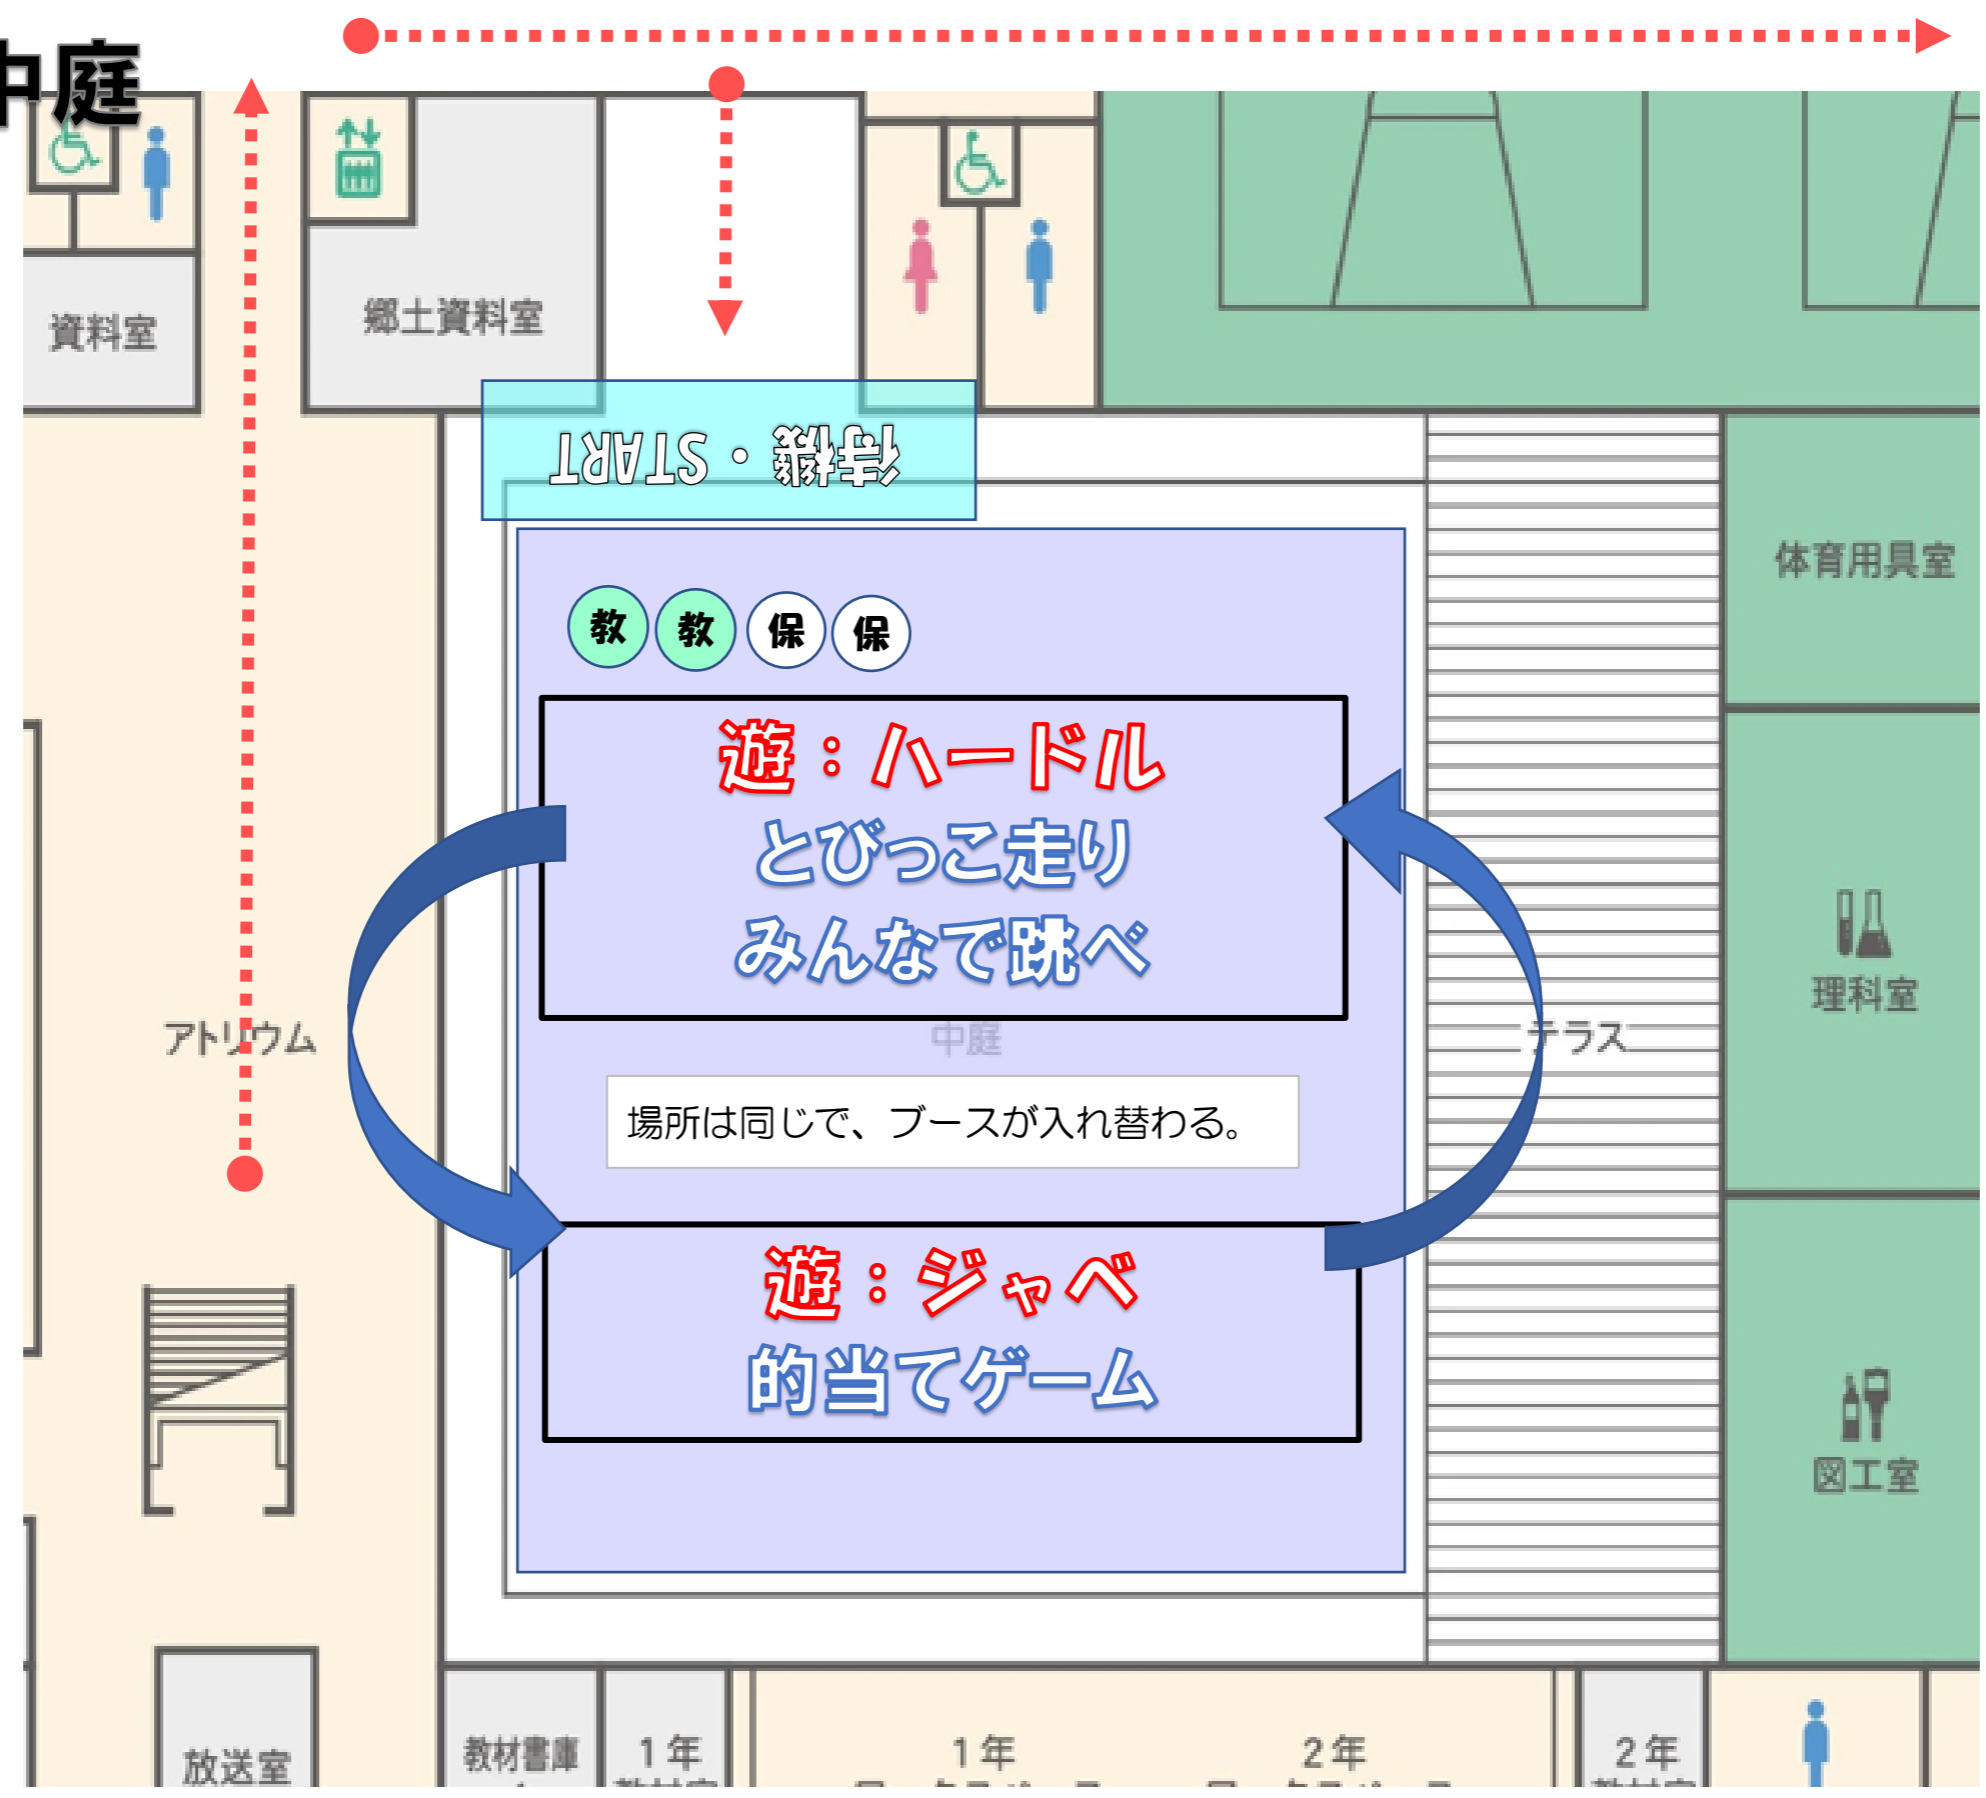 中庭
資料室
郷土資料室
待機・START
体育用具室
教 教 保 保
遊：ハードル
とびっこ走り
みんなで跳べ
理科室
アトリウム
中庭
テラス
場所は同じで、ブースが入れ替わる。
遊：ジャベ
的当てゲーム
図工室
放送室
教材書庫
1年
1年
2年
2年